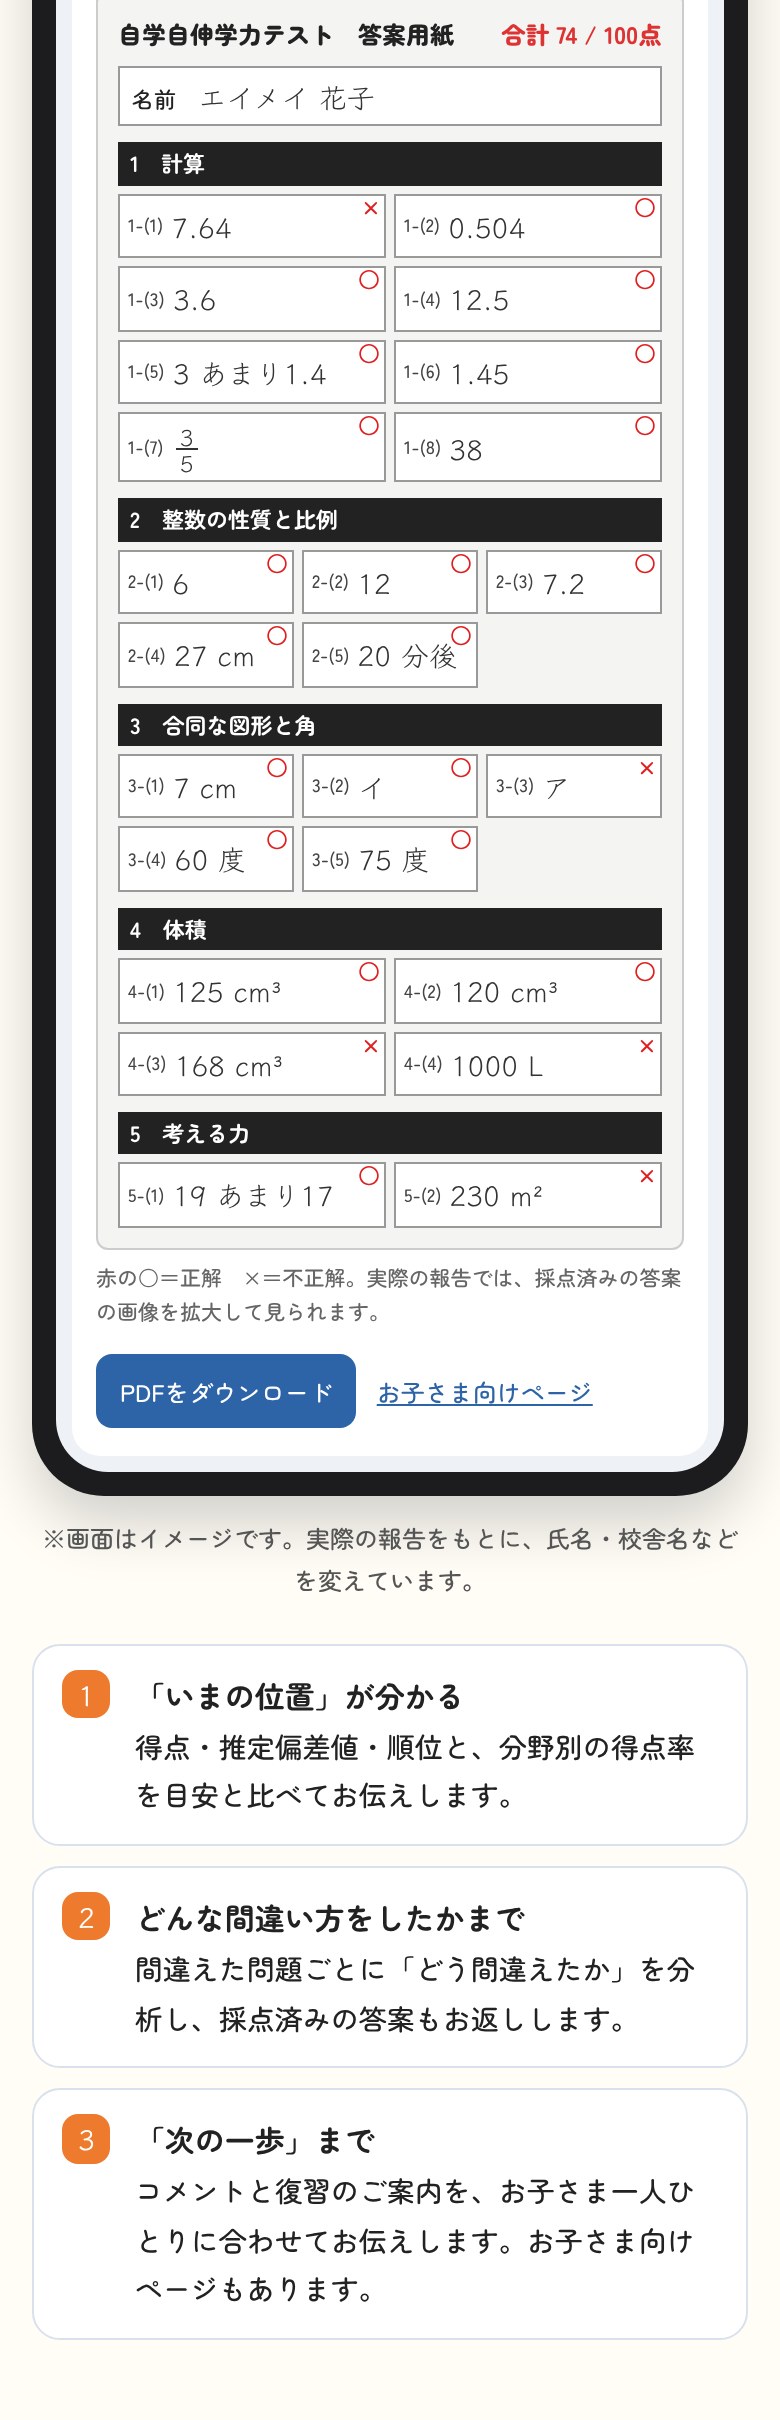 自学自伸学力テスト　答案用紙　合計 74 / 100点
名前　エイメイ 花子
1　計算
1-(1) 7.64 ×　1-(2) 0.504 ○
1-(3) 3.6 ○　1-(4) 12.5 ○
1-(5) 3 あまり1.4 ○　1-(6) 1.45 ○
1-(7) 3/5 ○　1-(8) 38 ○
2　整数の性質と比例
2-(1) 6 ○　2-(2) 12 ○　2-(3) 7.2 ○
2-(4) 27 cm ○　2-(5) 20 分後 ○
3　合同な図形と角
3-(1) 7 cm ○　3-(2) イ ○　3-(3) ア ×
3-(4) 60 度 ○　3-(5) 75 度 ○
4　体積
4-(1) 125 cm³ ○　4-(2) 120 cm³ ○
4-(3) 168 cm³ ×　4-(4) 1000 L ×
5　考える力
5-(1) 19 あまり17 ○　5-(2) 230 m² ×
赤の○＝正解　×＝不正解。実際の報告では、採点済みの答案
の画像を拡大して見られます。
PDFをダウンロード　お子さま向けページ
※画面はイメージです。実際の報告をもとに、氏名・校舎名など
を変えています。
1　「いまの位置」が分かる
得点・推定偏差値・順位と、分野別の得点率
を目安と比べてお伝えします。
2　どんな間違い方をしたかまで
間違えた問題ごとに「どう間違えたか」を分
析し、採点済みの答案もお返しします。
3　「次の一歩」まで
コメントと復習のご案内を、お子さま一人ひ
とりに合わせてお伝えします。お子さま向け
ページもあります。